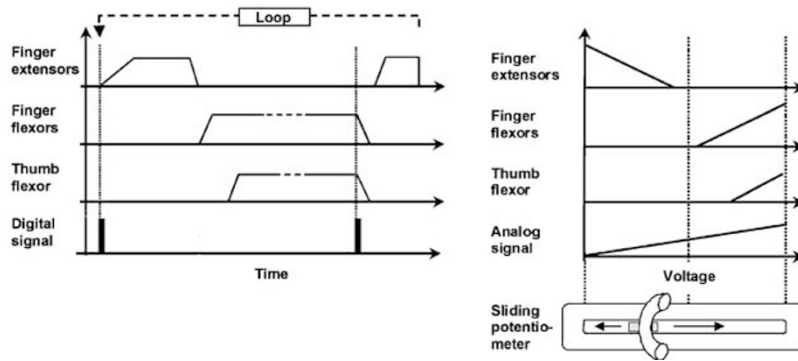 Loop
Finger
extensors
Finger
flexors
Thumb
flexor
Digital
signal
Time
Finger
extensors
Finger
flexors
Thumb
flexor
Analog
signal
Voltage
Sliding
potentio-
meter